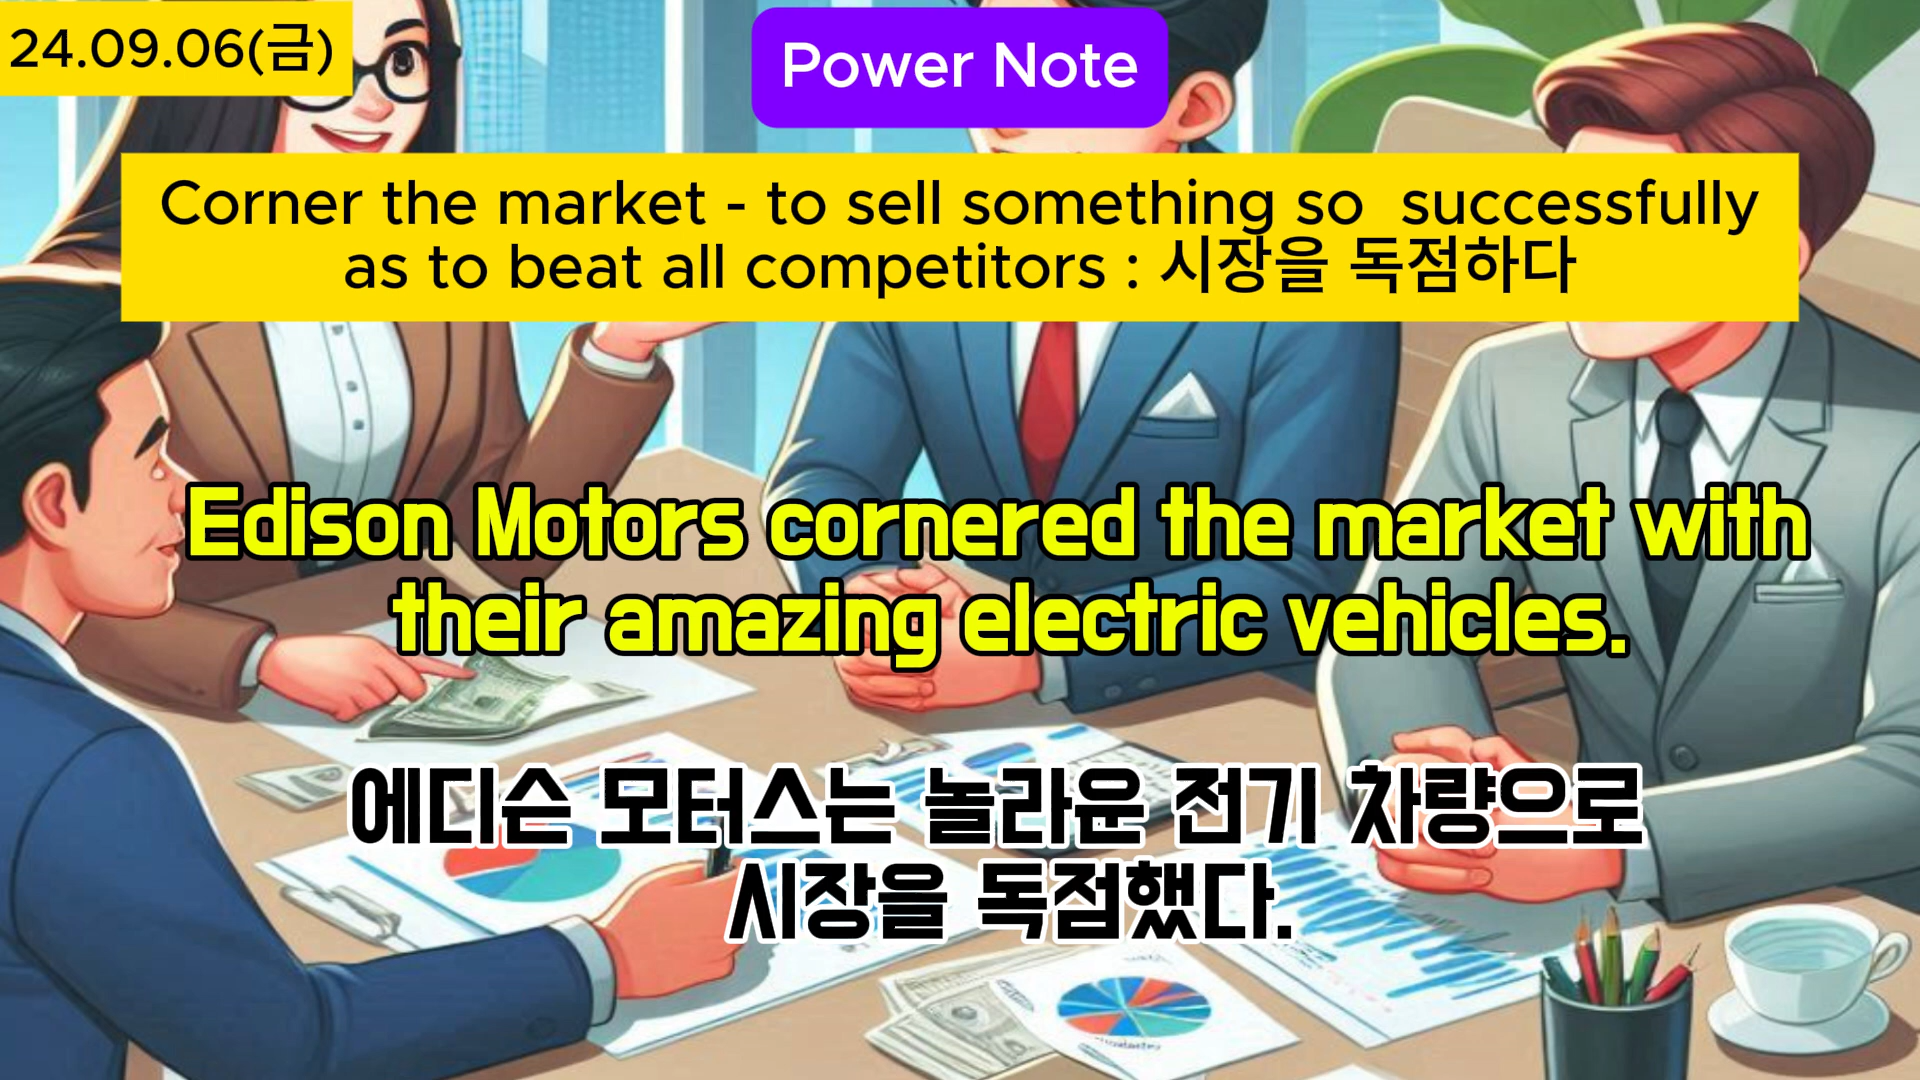 24.09.06(금)
Power Note
Corner the market - to sell something so  successfully
as to beat all competitors : 시장을 독점하다
Edison Motors cornered the market with
their amazing electric vehicles.
에디슨 모터스는 놀라운 전기 차량으로
시장을 독점했다.